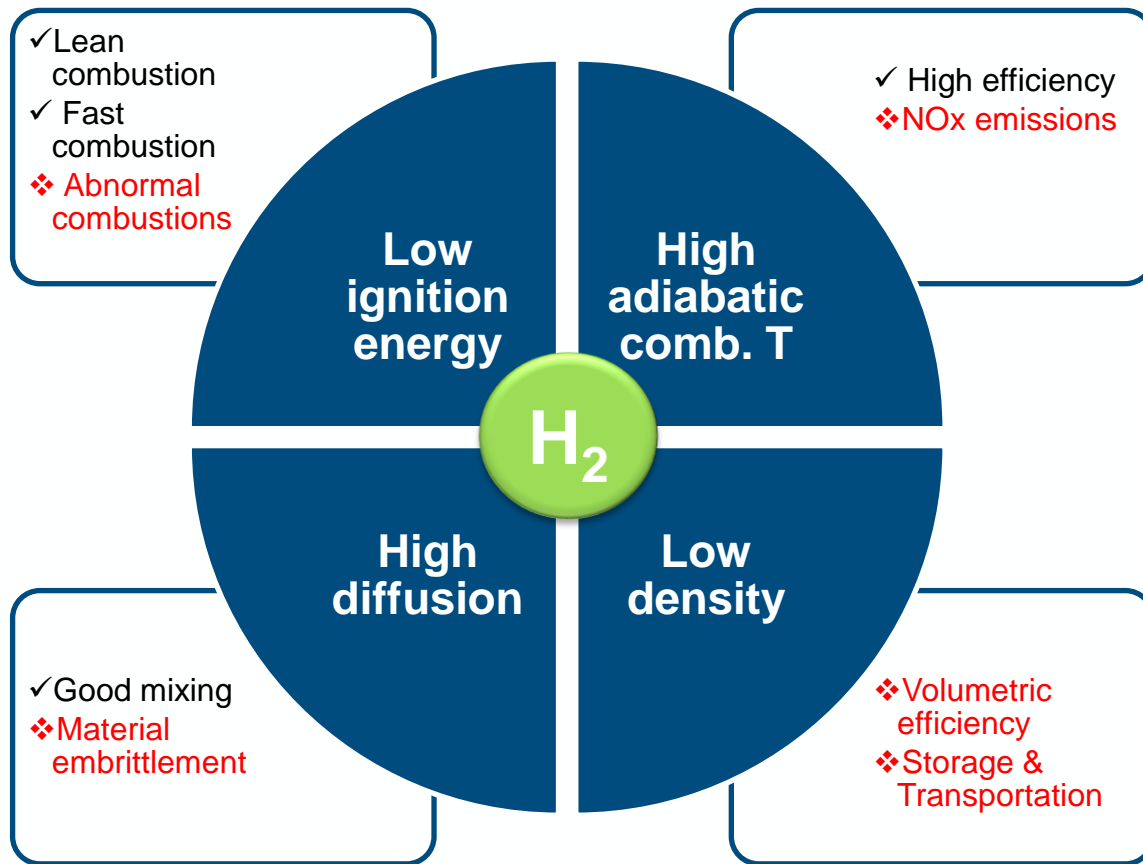 ✓Lean
combustion
✓ Fast
combustion
❖ Abnormal
combustions
✓ High efficiency
❖NOx emissions
Low
ignition
energy
High
adiabatic
comb. T
H₂
High
diffusion
Low
density
✓Good mixing
❖Material
embrittlement
❖Volumetric
efficiency
❖Storage &
Transportation